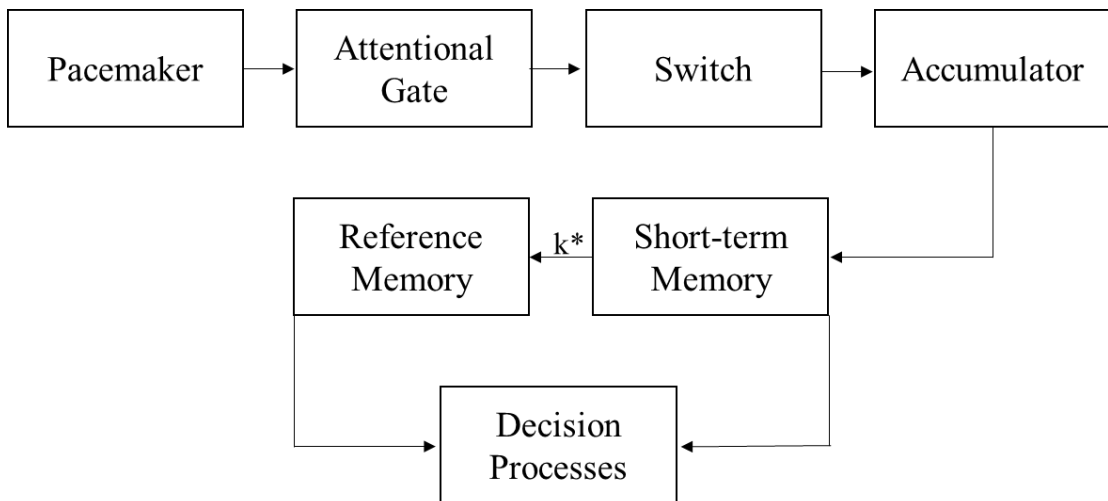 Pacemaker
Attentional
Gate
Switch
Accumulator
Reference
Memory
k*
Short-term
Memory
Decision
Processes